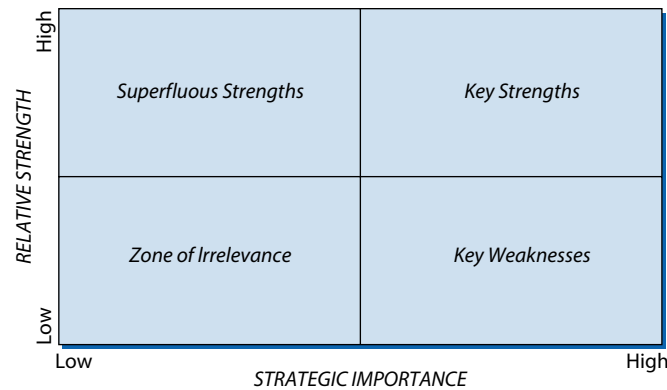 High
Superfluous Strengths
Key Strengths
RELATIVE STRENGTH
Zone of Irrelevance
Key Weaknesses
Low
Low
High
STRATEGIC IMPORTANCE